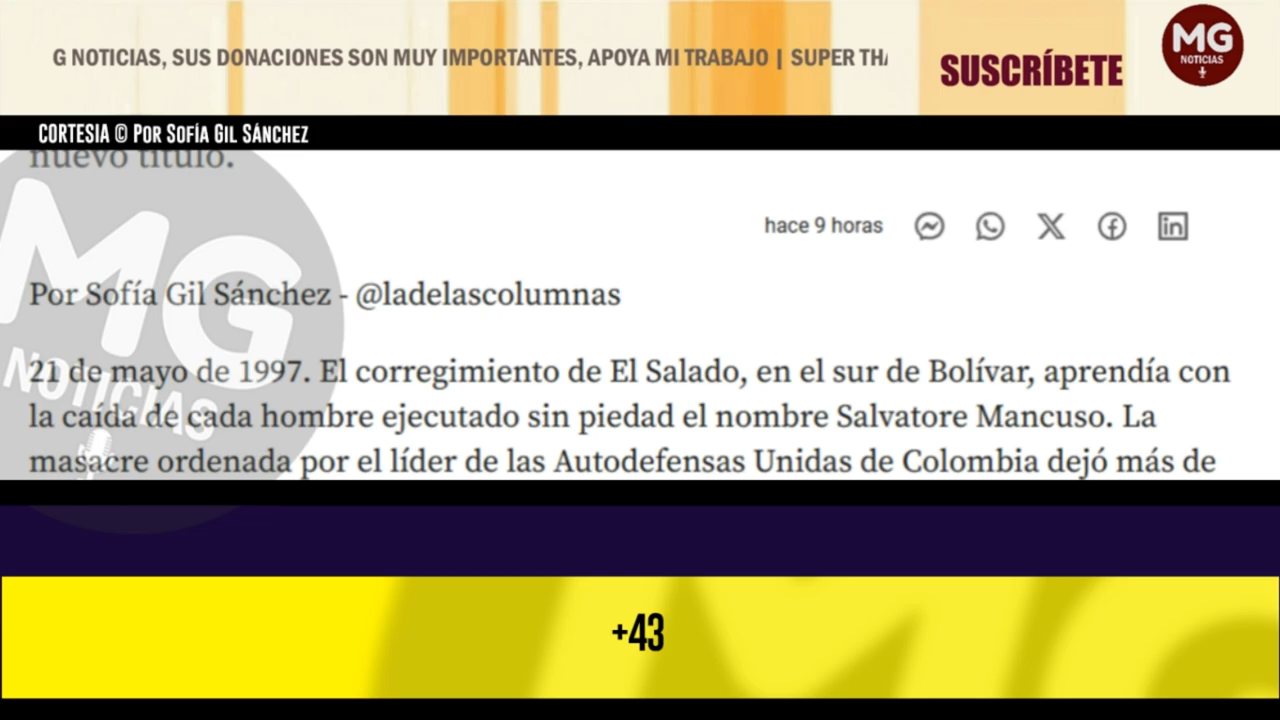 G NOTICIAS, SUS DONACIONES SON MUY IMPORTANTES, APOYA MI TRABAJO | SUPER THA
SUSCRÍBETE
MG
NOTICIAS
CORTESIA © POR SOFÍA GIL SÁNCHEZ
nuevo título.
hace 9 horas
Por Sofía Gil Sánchez - @ladelascolumnas
21 de mayo de 1997. El corregimiento de El Salado, en el sur de Bolívar, aprendía con
la caída de cada hombre ejecutado sin piedad el nombre Salvatore Mancuso. La
masacre ordenada por el líder de las Autodefensas Unidas de Colombia dejó más de
MG
NOTICIAS
+43